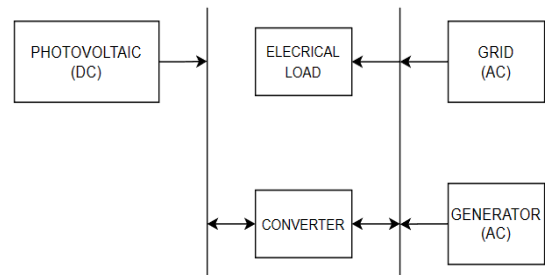 PHOTOVOLTAIC
(DC)
ELECRICAL
LOAD
GRID
(AC)
CONVERTER
GENERATOR
(AC)